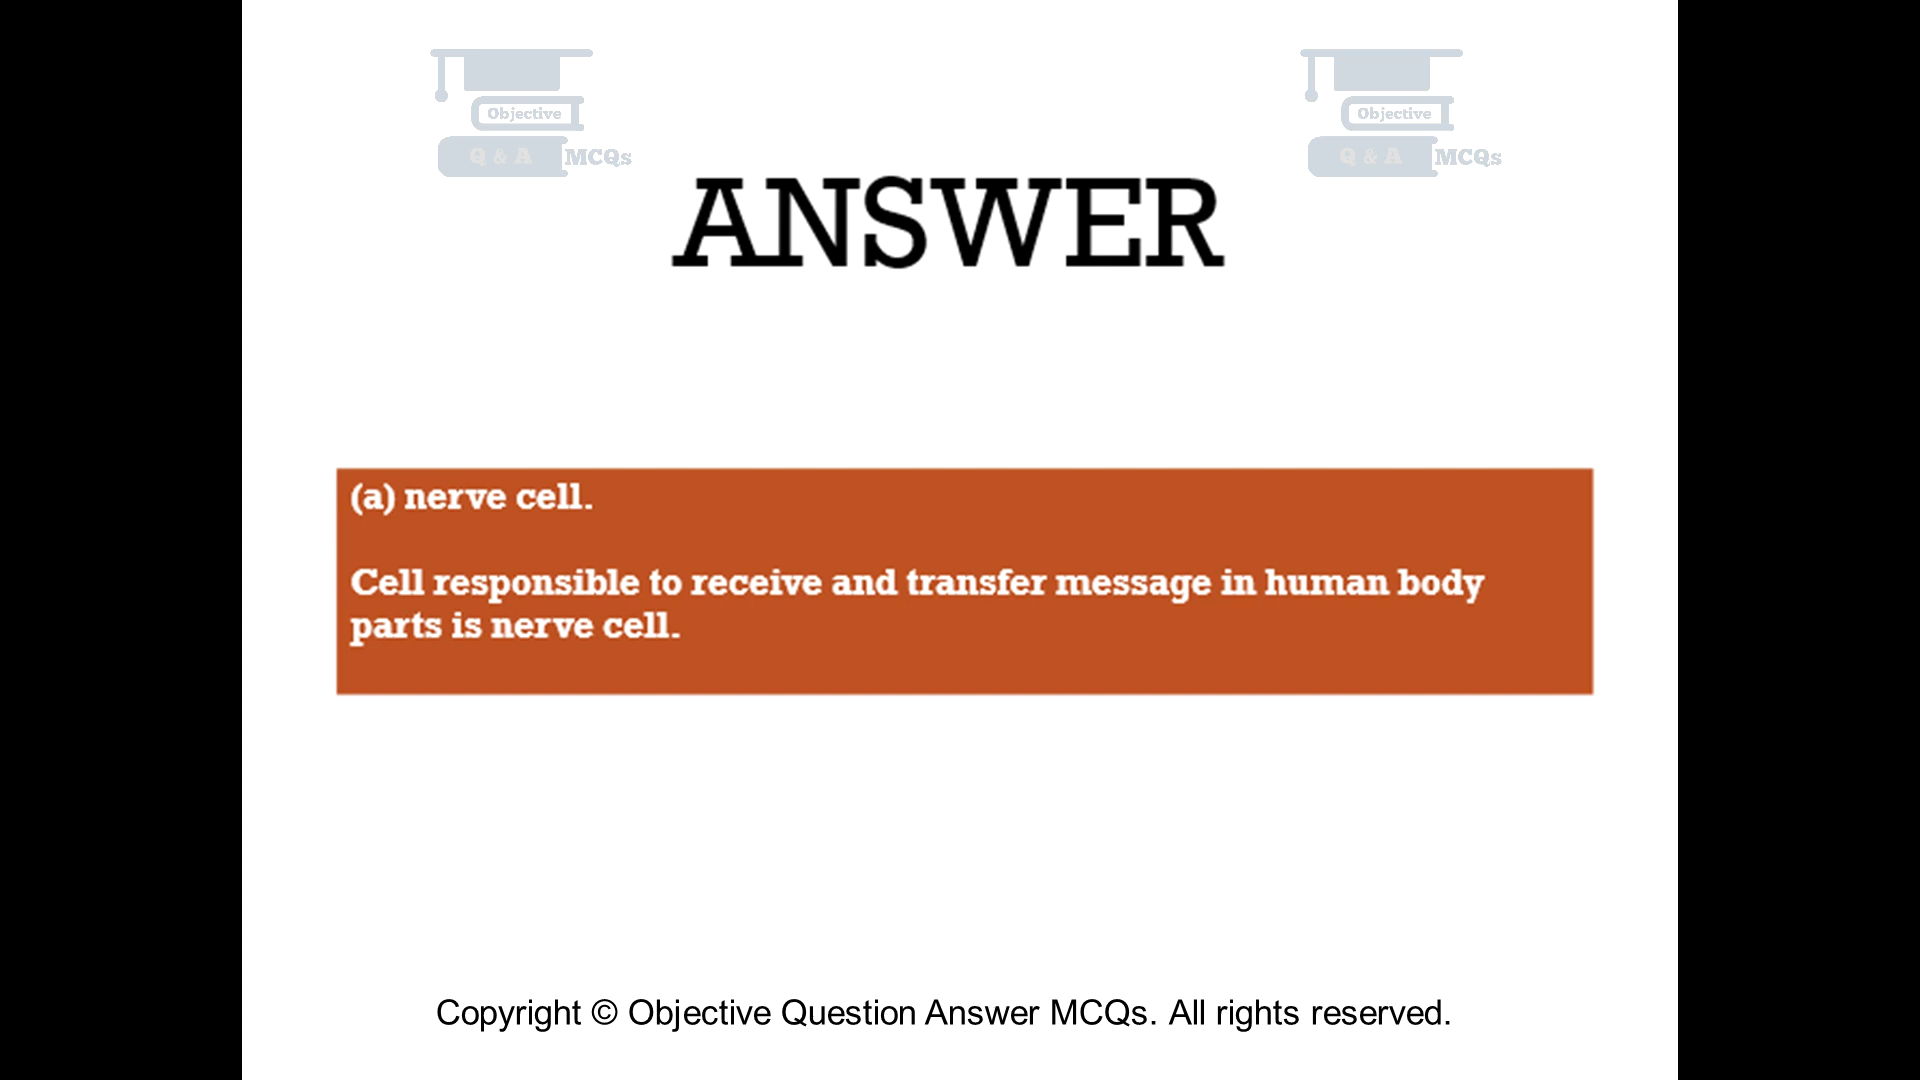 Objective
Q & A MCQs
Objective
Q & A MCQs
ANSWER
(a) nerve cell.
Cell responsible to receive and transfer message in human body
parts is nerve cell.
Copyright © Objective Question Answer MCQs. All rights reserved.